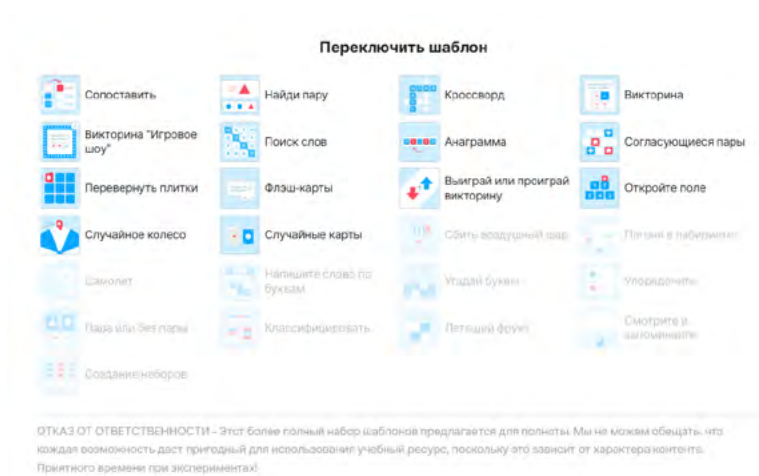 Переключить шаблон
Сопоставить
Найди пару
Кроссворд
Викторина
Викторина "Игровое
шоу"
Поиск слов
Анаграмма
Согласующиеся пары
Перевернуть плитки
Флэш-карты
Выиграй или проиграй
викторину
Откройте поле
Случайное колесо
Случайные карты
Сбить воздушный шар
Погоня в лабиринте
Самолет
Напишите слово по
буквам
Угадай буквы
Упорядочить
Пара или без пары
Классифицировать
Летящий фрукт
Смотрите и
запоминайте
Создание наборов
ОТКАЗ ОТ ОТВЕТСТВЕННОСТИ - Этот более полный набор шаблонов предлагается для полноты. Мы не можем обещать, что
каждая возможность даст пригодный для использования учебный ресурс, поскольку это зависит от характера контента.
Приятного времени при экспериментах!